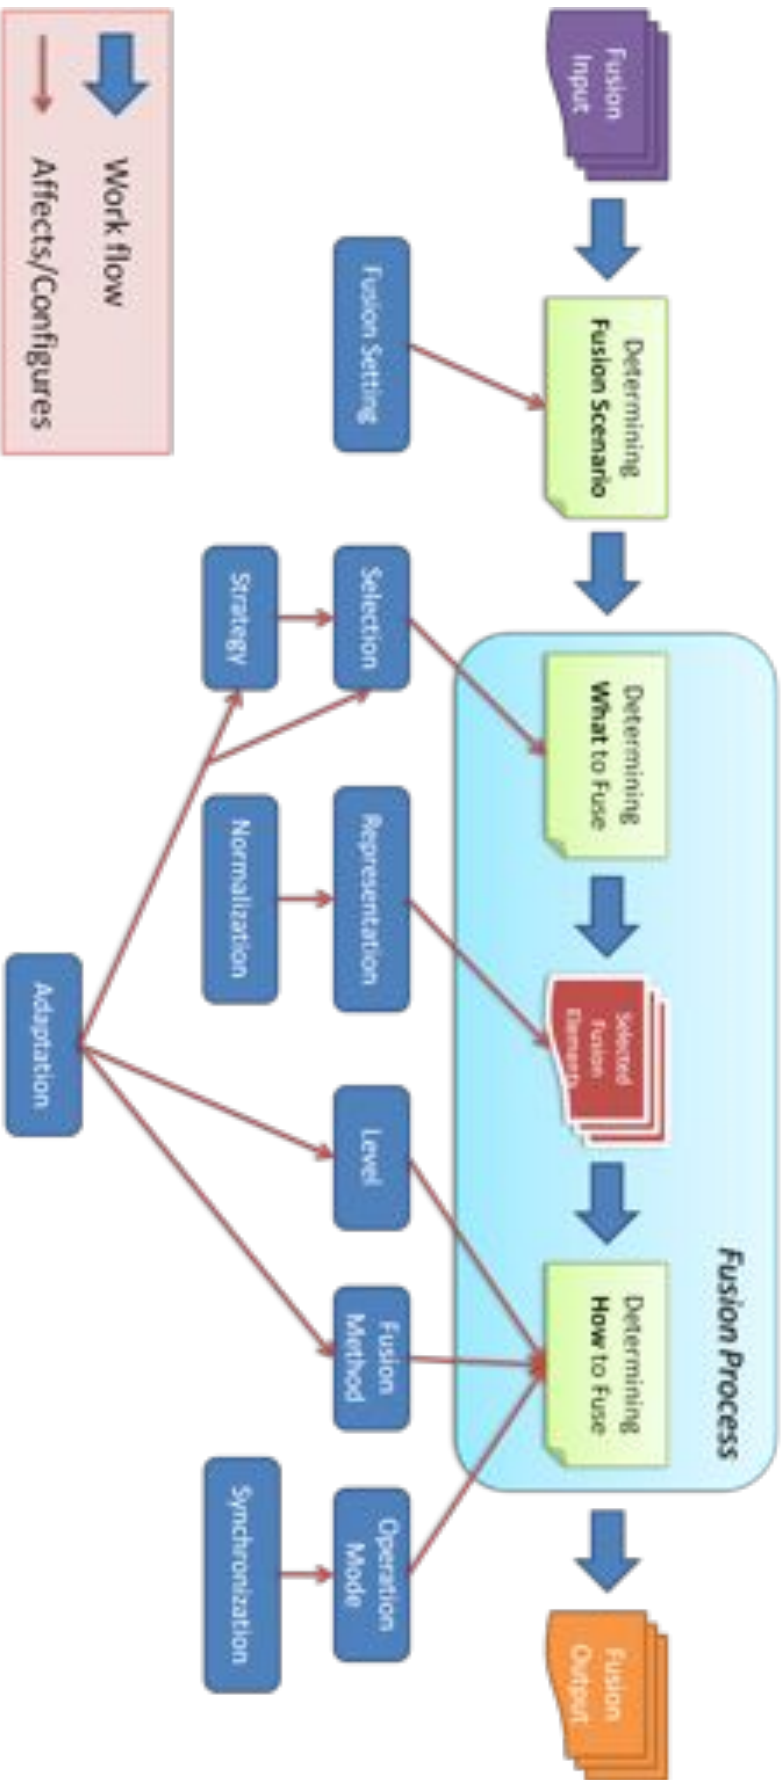 Fusion Process
Fusion
Input
Determining
Fusion Scenario
Determining
What to Fuse
Selected
Fusion
Elements
Determining
How to Fuse
Fusion
Output
Fusion Setting
Selection
Representation
Level
Fusion
Method
Operation
Mode
Strategy
Normalization
Synchronization
Adaptation
Work flow
Affects/Configures